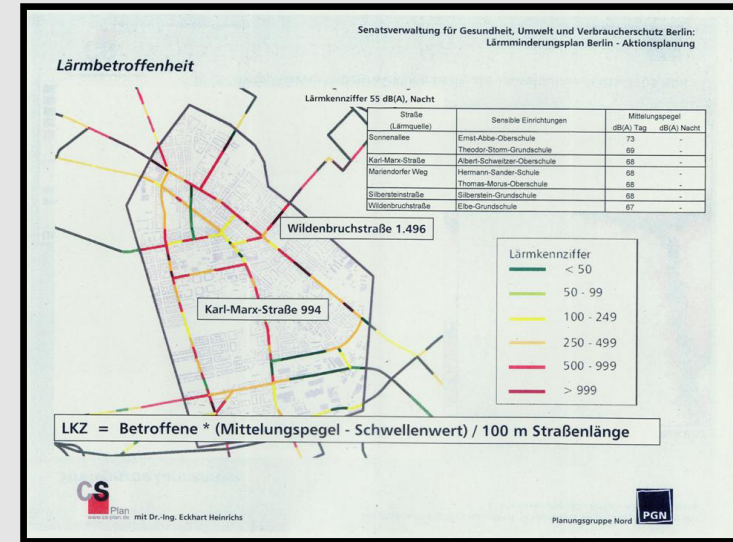 Senatsverwaltung für Gesundheit, Umwelt und Verbraucherschutz Berlin:
Lärmminderungsplan Berlin - Aktionsplanung
Lärmbetroffenheit
Lärmkennziffer 55 dB(A), Nacht
Straße (Lärmquelle) Sensible Einrichtungen Mittelungspegel
dB(A) Tag dB(A) Nacht
Sonnenallee Ernst-Abbe-Oberschule 73 -
Theodor-Storm-Grundschule 69 -
Karl-Marx-Straße Albert-Schweitzer-Oberschule 68 -
Mariendorfer Weg Hermann-Sander-Schule 68 -
Thomas-Morus-Oberschule 68 -
Silbersteinstraße Silberstein-Grundschule 68 -
Wildenbruchstraße Elbe-Grundschule 67 -
Wildenbruchstraße 1.496
Karl-Marx-Straße 994
Lärmkennziffer
< 50
50 - 99
100 - 249
250 - 499
500 - 999
> 999
LKZ = Betroffene * (Mittelungspegel - Schwellenwert) / 100 m Straßenlänge
CS
Plan
www.cs-plan.de mit Dr.-Ing. Eckhart Heinrichs
Planungsgruppe Nord PGN